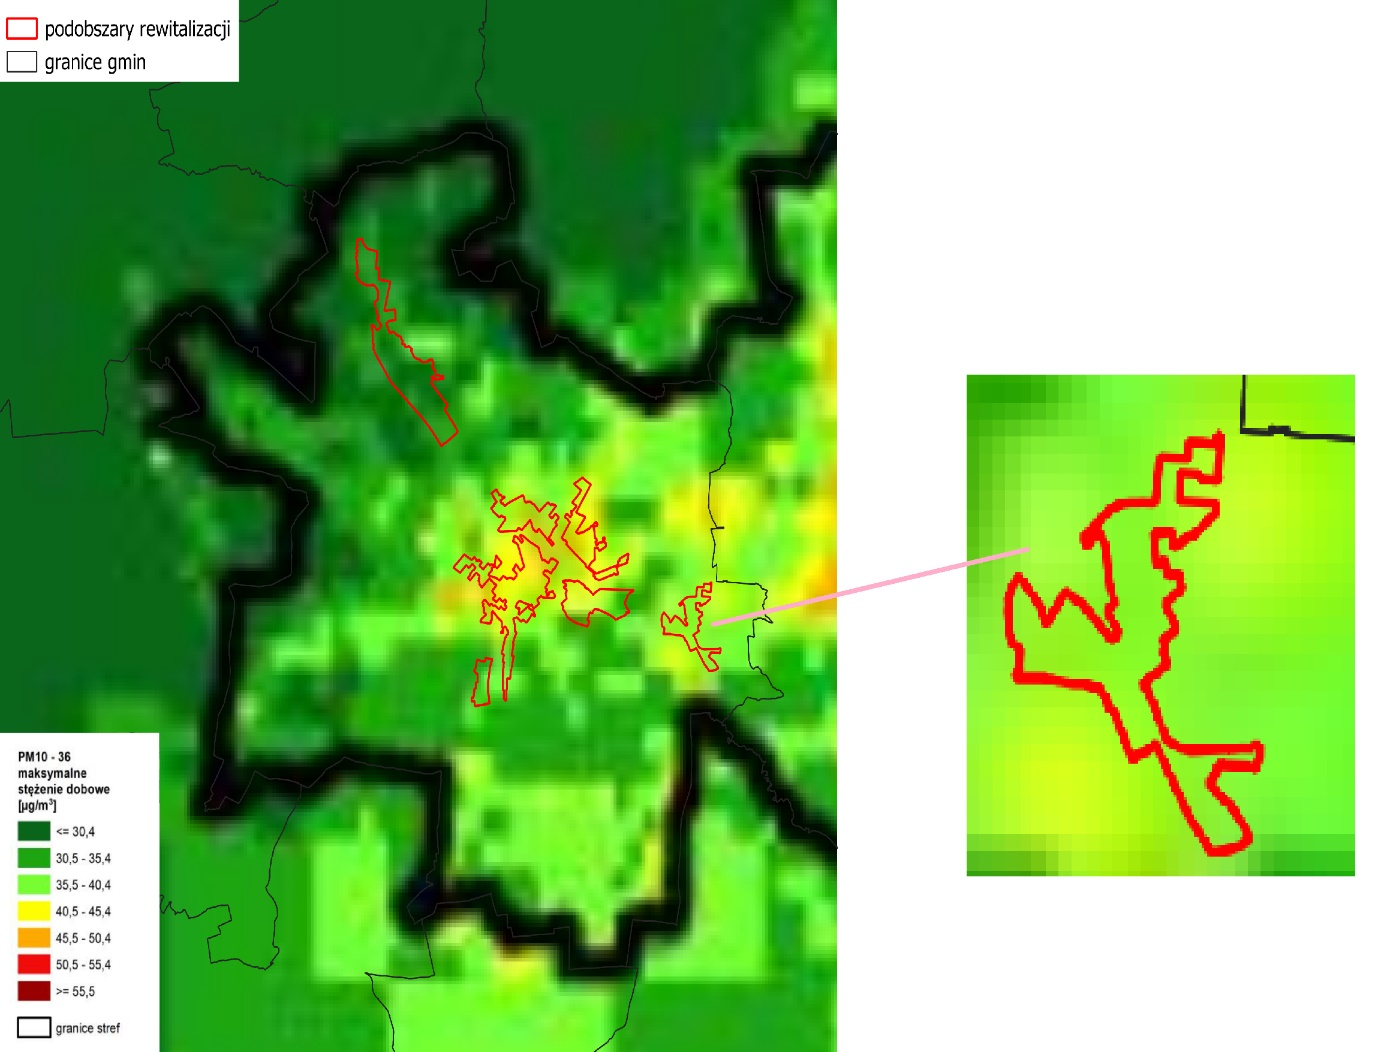 podobszary rewitalizacji
granice gmin
PM10 - 36
maksymalne
stężenie dobowe
[µg/m³]
<= 30,4
30,5 - 35,4
35,5 - 40,4
40,5 - 45,4
45,5 - 50,4
50,5 - 55,4
>= 55,5
granice stref